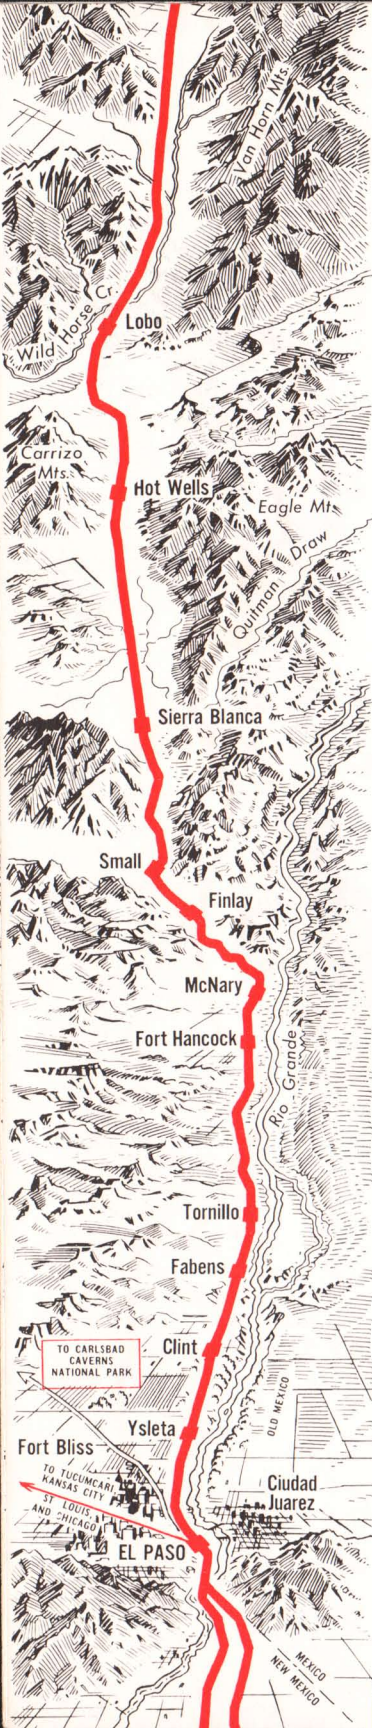 Van Horn Mts.
Lobo
Wild Horse Cr.
Carrizo
Mts.
Hot Wells
Eagle Mt.
Quitman Draw
Sierra Blanca
Small
Finlay
McNary
Fort Hancock
Rio Grande
Tornillo
Fabens
Clint
TO CARLSBAD
CAVERNS
NATIONAL PARK
OLD MEXICO
Ysleta
Fort Bliss
TO TUCUMCARI,
KANSAS CITY
ST LOUIS,
AND CHICAGO
Ciudad
Juarez
EL PASO
MEXICO
NEW MEXICO